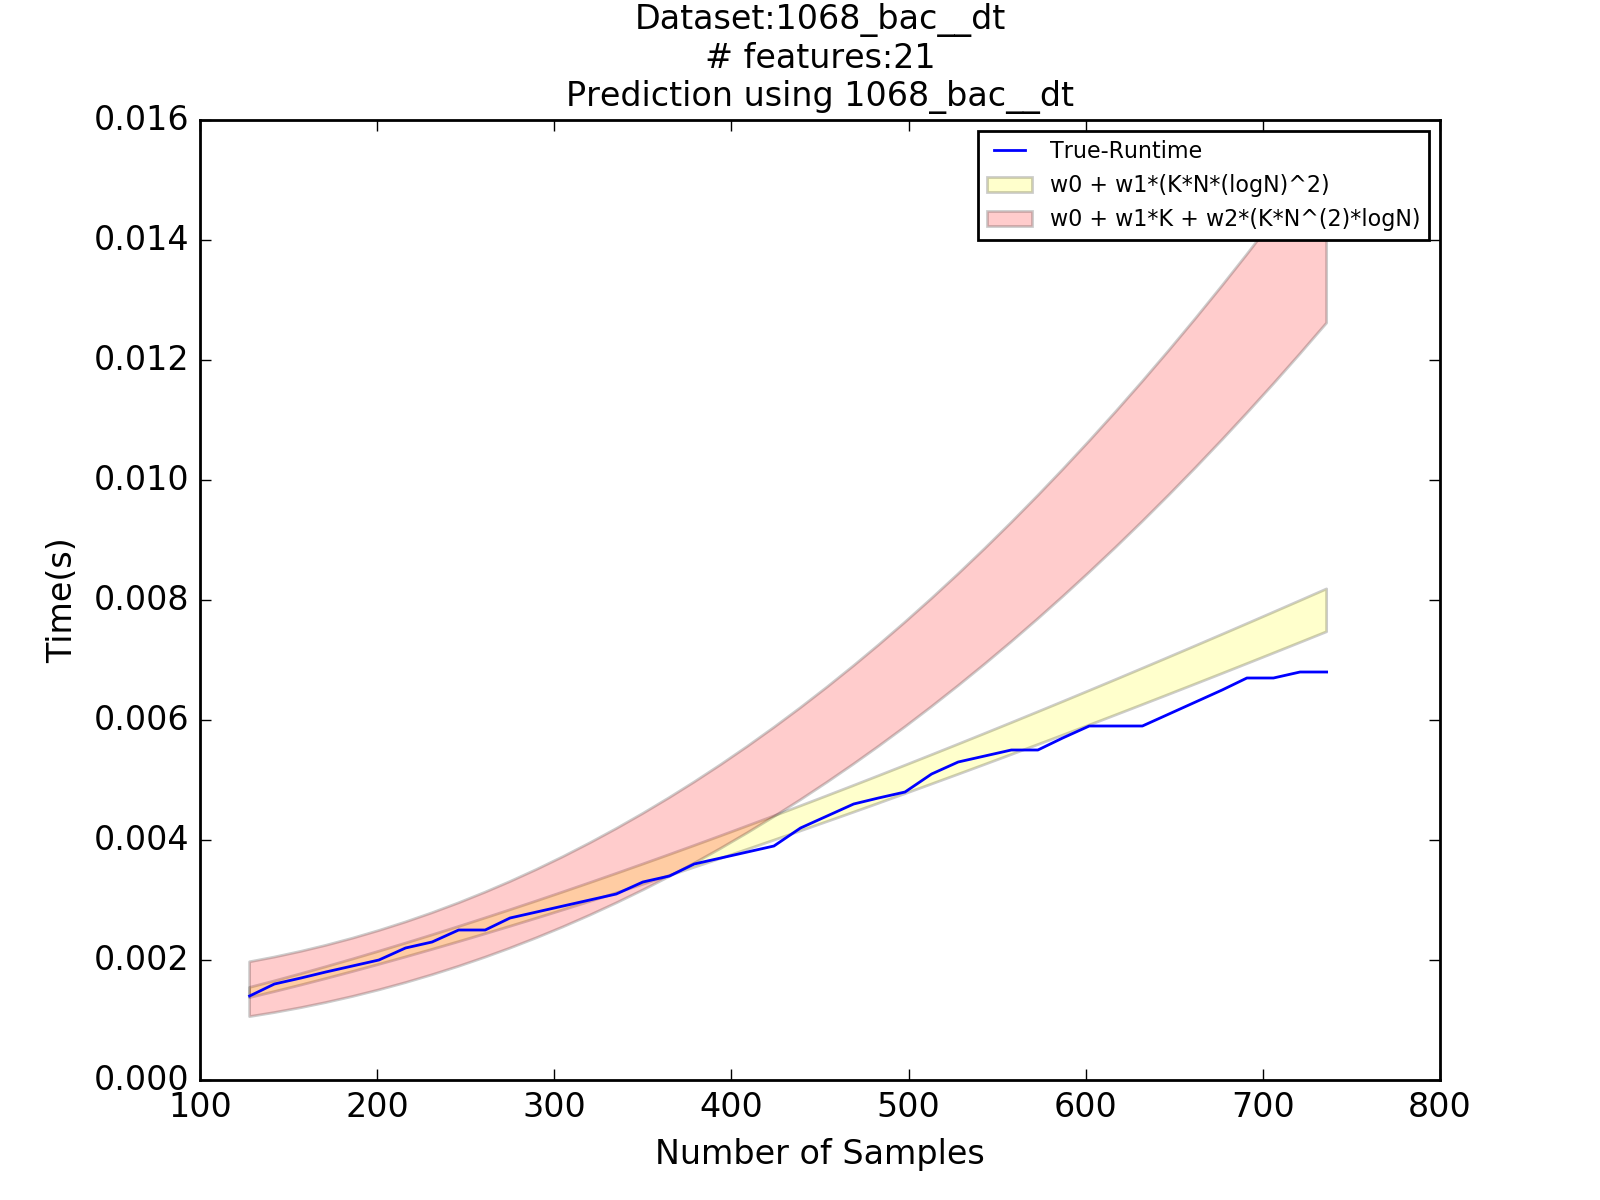 Dataset:1068_bac__dt
# features:21
Prediction using 1068_bac__dt
0.016
0.014
0.012
0.010
0.008
0.006
0.004
0.002
0.000
Time(s)
True-Runtime
w0 + w1*(K*N*(logN)^2)
w0 + w1*K + w2*(K*N^(2)*logN)
100 200 300 400 500 600 700 800
Number of Samples